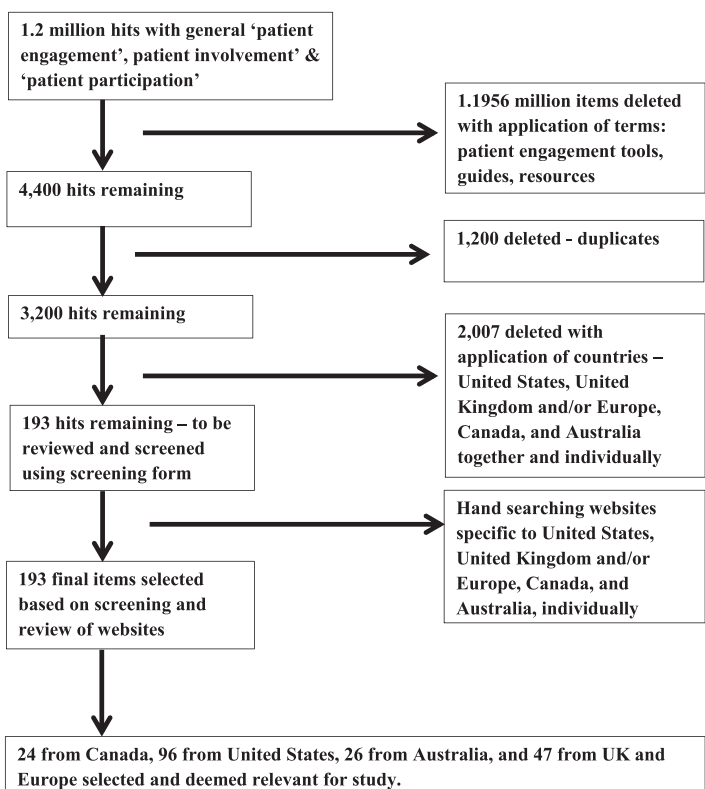 1.2 million hits with general ‘patient
engagement’, patient involvement’ &
‘patient participation’
1.1956 million items deleted
with application of terms:
patient engagement tools,
guides, resources
4,400 hits remaining
1,200 deleted - duplicates
3,200 hits remaining
2,007 deleted with
application of countries –
United States, United
Kingdom and/or Europe,
Canada, and Australia
together and individually
193 hits remaining – to be
reviewed and screened
using screening form
Hand searching websites
specific to United States,
United Kingdom and/or
Europe, Canada, and
Australia, individually
193 final items selected
based on screening and
review of websites
24 from Canada, 96 from United States, 26 from Australia, and 47 from UK and
Europe selected and deemed relevant for study.